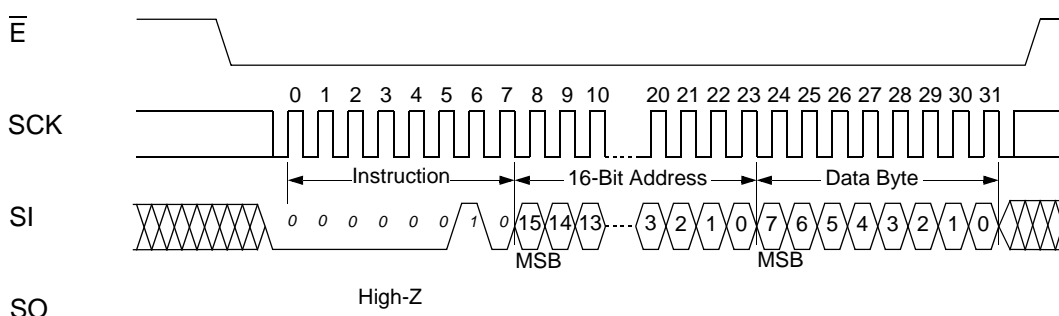 E
0 1 2 3 4 5 6 7 8 9 10 20 21 22 23 24 25 26 27 28 29 30 31
SCK
Instruction 16-Bit Address Data Byte
SI 0 0 0 0 0 0 1 0 15 14 13 3 2 1 0 7 6 5 4 3 2 1 0
MSB MSB
High-Z
SO